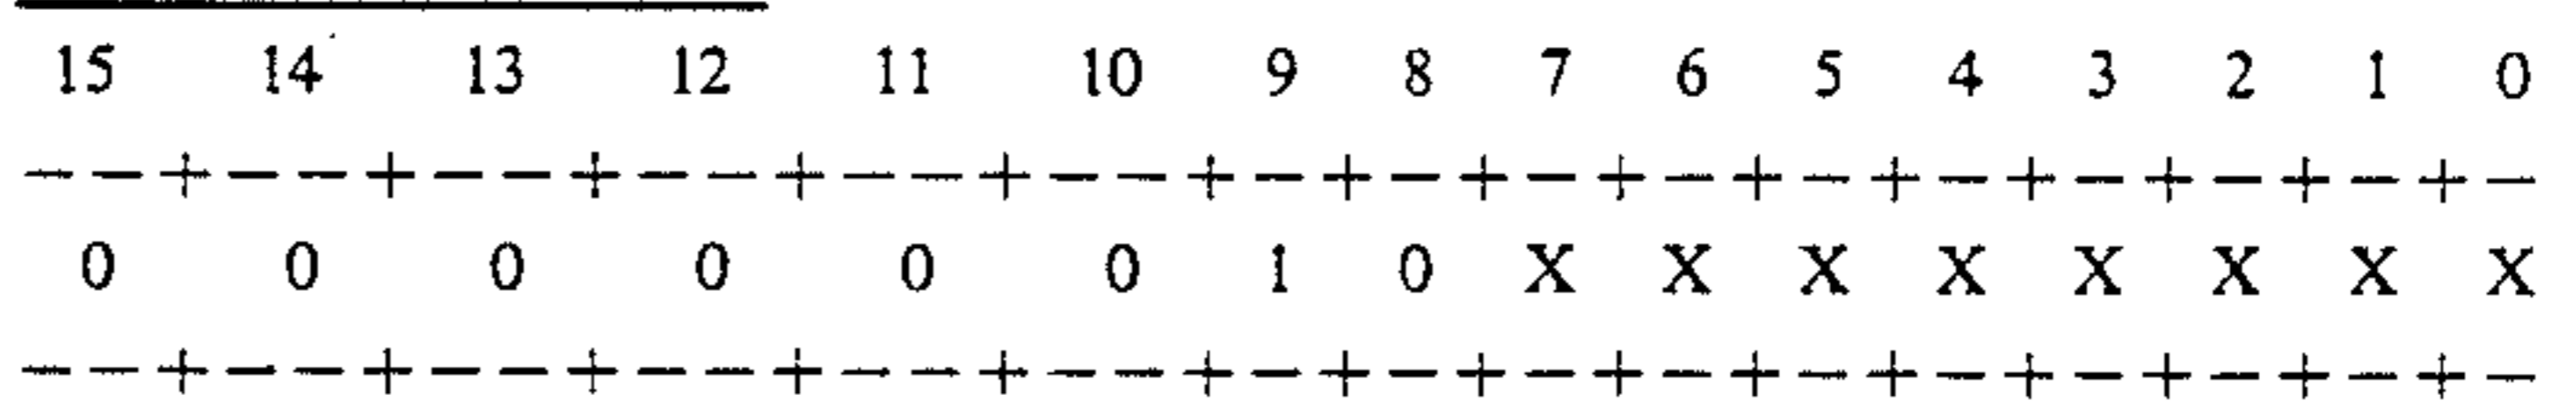 15 14 13 12 11 10 9 8 7 6 5 4 3 2 1 0
--+--+--+--+--+--+-+-+-+-+-+-+-+-+-+-
0 0 0 0 0 0 1 0 X X X X X X X X
--+--+--+--+--+--+-+-+-+-+-+-+-+-+-+-